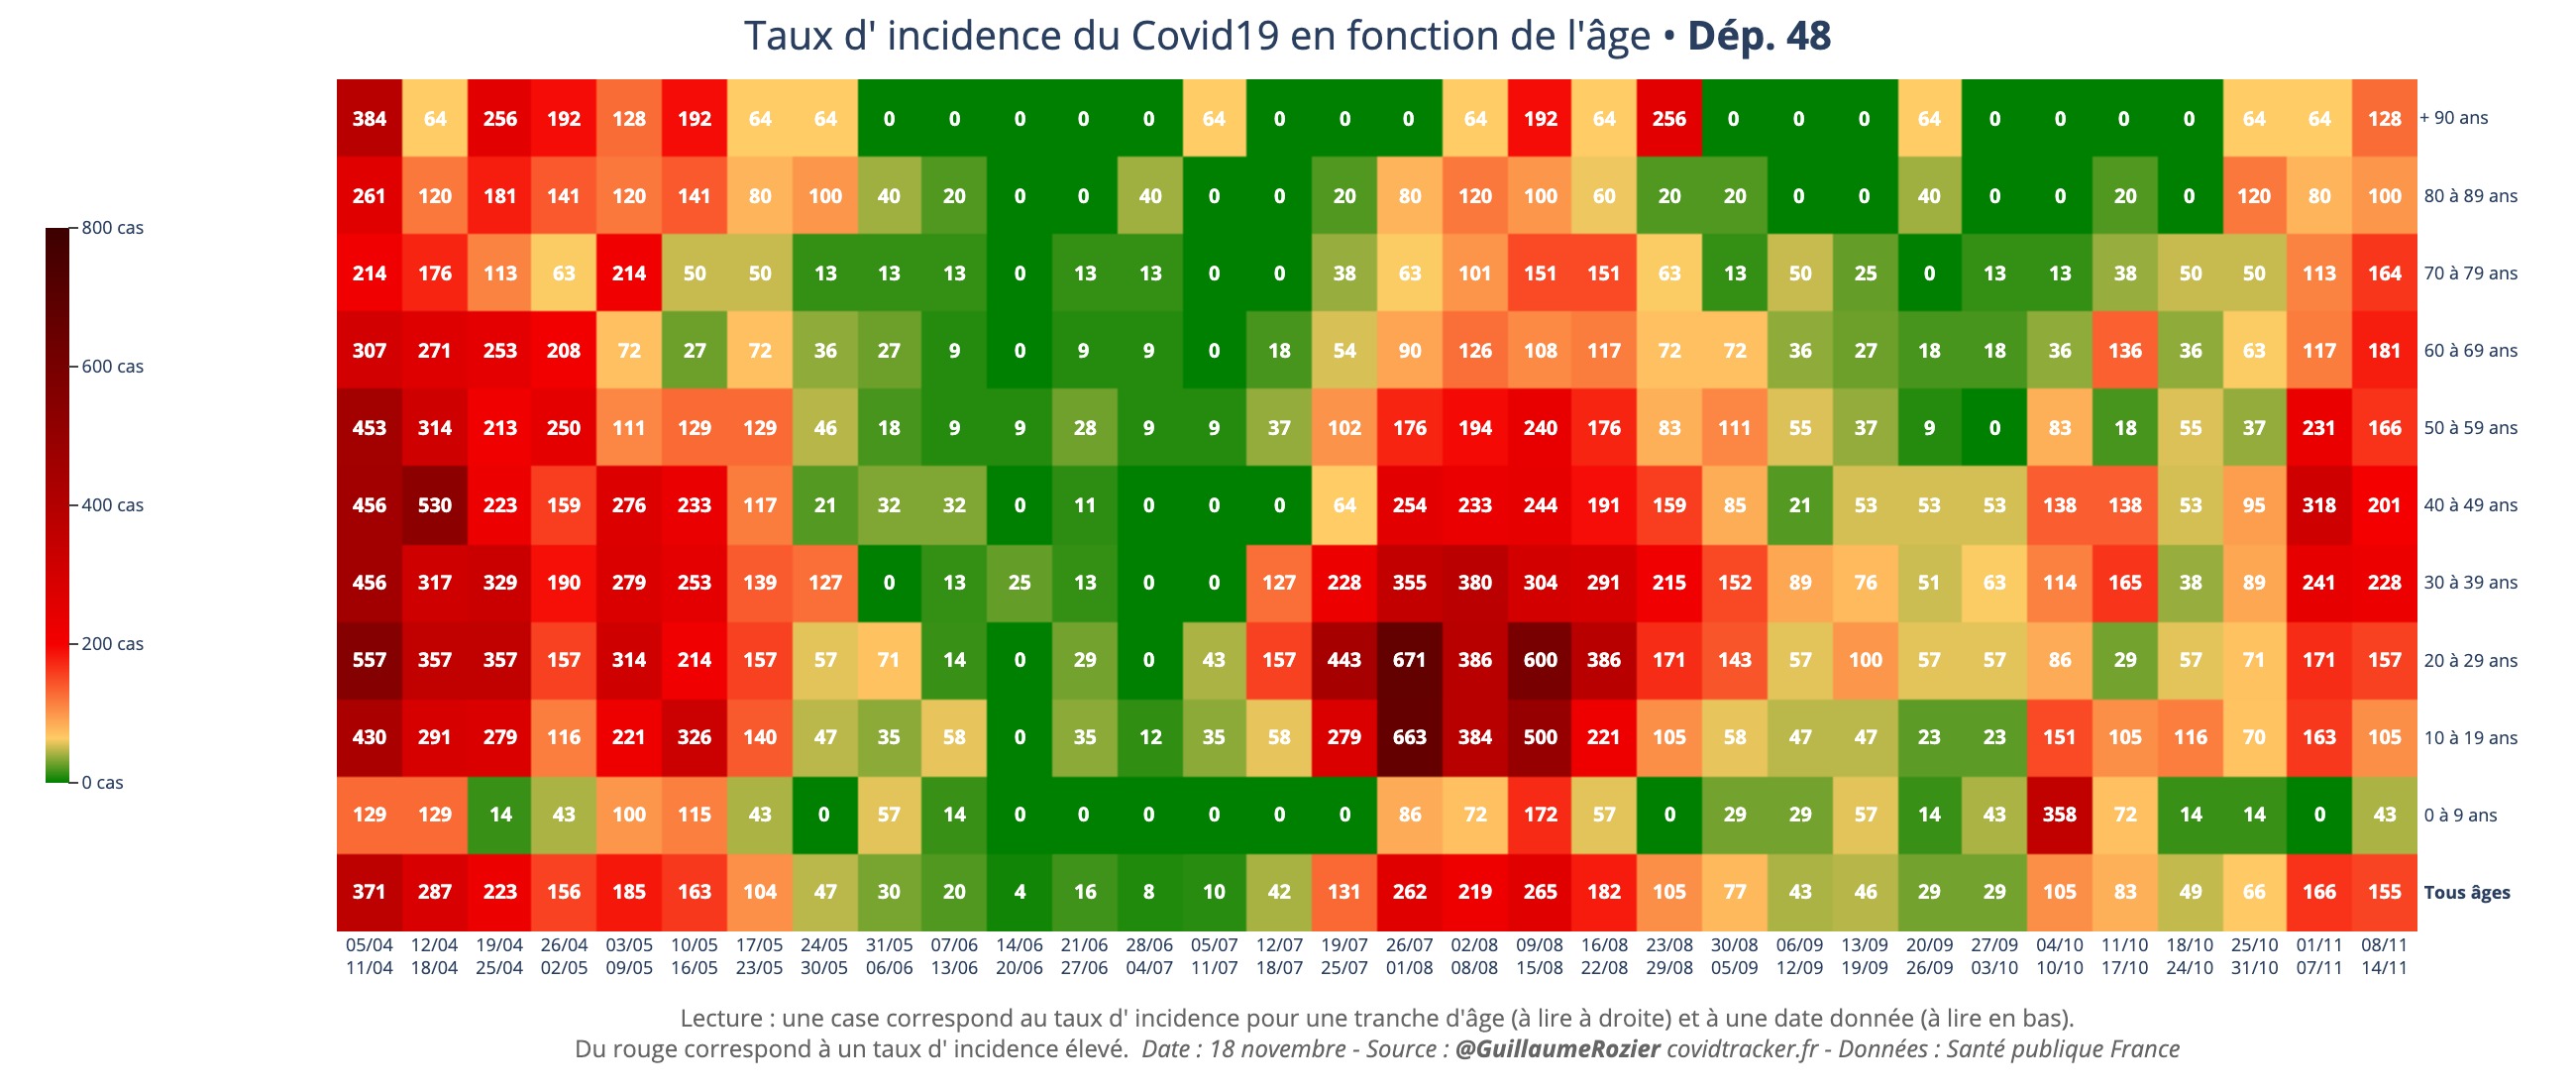 Taux d' incidence du Covid19 en fonction de l'âge • Dép. 48
800 cas
600 cas
400 cas
200 cas
0 cas
384 64 256 192 128 192 64 64 0 0 0 0 0 64 0 0 0 64 192 64 256 0 0 0 64 0 0 0 0 64 64 128 + 90 ans
261 120 181 141 120 141 80 100 40 20 0 0 40 0 0 20 80 120 100 60 20 20 0 0 40 0 0 20 0 120 80 100 80 à 89 ans
214 176 113 63 214 50 50 13 13 13 0 13 13 0 0 38 63 101 151 151 63 13 50 25 0 13 13 38 50 50 113 164 70 à 79 ans
307 271 253 208 72 27 72 36 27 9 0 9 9 0 18 54 90 126 108 117 72 72 36 27 18 18 36 136 36 63 117 181 60 à 69 ans
453 314 213 250 111 129 129 46 18 9 9 28 9 9 37 102 176 194 240 176 83 111 55 37 9 0 83 18 55 37 231 166 50 à 59 ans
456 530 223 159 276 233 117 21 32 32 0 11 0 0 0 64 254 233 244 191 159 85 21 53 53 53 138 138 53 95 318 201 40 à 49 ans
456 317 329 190 279 253 139 127 0 13 25 13 0 0 127 228 355 380 304 291 215 152 89 76 51 63 114 165 38 89 241 228 30 à 39 ans
557 357 357 157 314 214 157 57 71 14 0 29 0 43 157 443 671 386 600 386 171 143 57 100 57 57 86 29 57 71 171 157 20 à 29 ans
430 291 279 116 221 326 140 47 35 58 0 35 12 35 58 279 663 384 500 221 105 58 47 47 23 23 151 105 116 70 163 105 10 à 19 ans
129 129 14 43 100 115 43 0 57 14 0 0 0 0 0 0 86 72 172 57 0 29 29 57 14 43 358 72 14 14 0 43 0 à 9 ans
371 287 223 156 185 163 104 47 30 20 4 16 8 10 42 131 262 219 265 182 105 77 43 46 29 29 105 83 49 66 166 155 Tous âges
05/04 12/04 19/04 26/04 03/05 10/05 17/05 24/05 31/05 07/06 14/06 21/06 28/06 05/07 12/07 19/07 26/07 02/08 09/08 16/08 23/08 30/08 06/09 13/09 20/09 27/09 04/10 11/10 18/10 25/10 01/11 08/11
11/04 18/04 25/04 02/05 09/05 16/05 23/05 30/05 06/06 13/06 20/06 27/06 04/07 11/07 18/07 25/07 01/08 08/08 15/08 22/08 29/08 05/09 12/09 19/09 26/09 03/10 10/10 17/10 24/10 31/10 07/11 14/11
Lecture : une case correspond au taux d' incidence pour une tranche d'âge (à lire à droite) et à une date donnée (à lire en bas).
Du rouge correspond à un taux d' incidence élevé. Date : 18 novembre - Source : @GuillaumeRozier covidtracker.fr - Données : Santé publique France